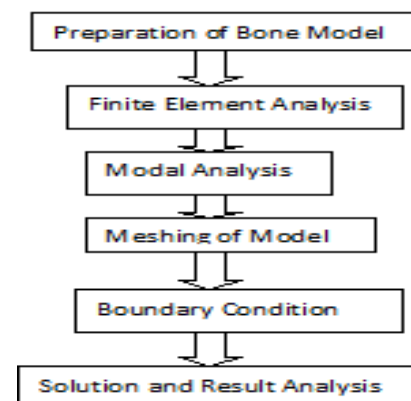 Preparation of Bone Model
Finite Element Analysis
Modal Analysis
Meshing of Model
Boundary Condition
Solution and Result Analysis